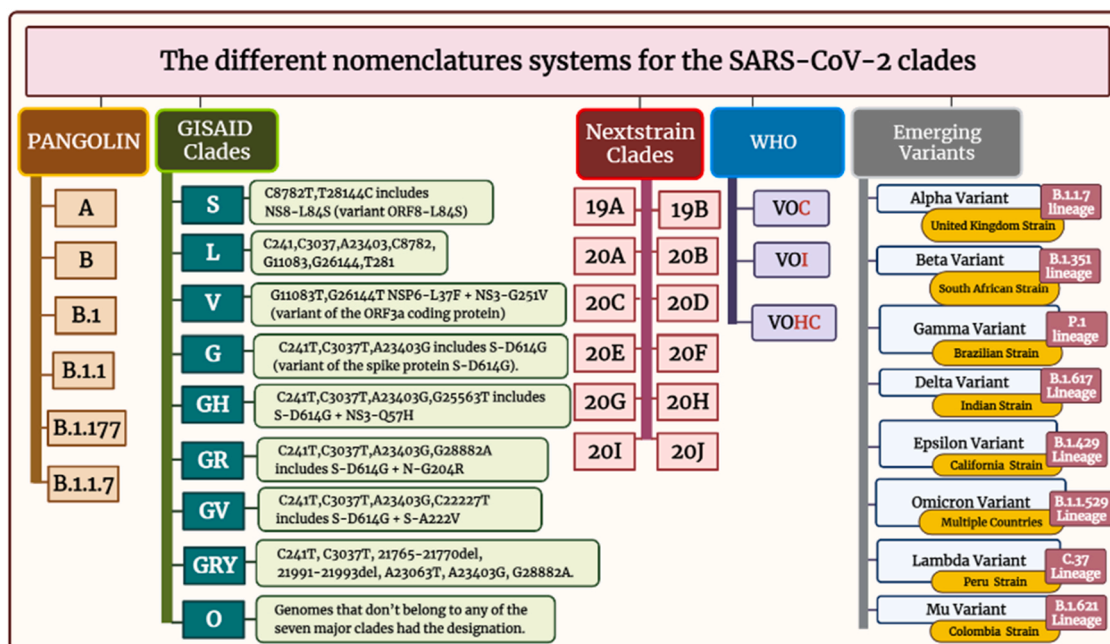 The different nomenclatures systems for the SARS-CoV-2 clades
PANGOLIN
A
B
B.1
B.1.1
B.1.177
B.1.1.7
GISAID
Clades
S
C8782T,T28144C includes
NS8-L84S (variant ORF8-L84S)
L
C241,C3037,A23403,C8782,
G11083,G26144,T281
V
G11083T,G26144T NSP6-L37F + NS3-G251V
(variant of the ORF3a coding protein)
G
C241T,C3037T,A23403G includes S-D614G
(variant of the spike protein S-D614G).
GH
C241T,C3037T,A23403G,G25563T includes
S-D614G + NS3-Q57H
GR
C241T,C3037T,A23403G,G28882A
includes S-D614G + N-G204R
GV
C241T,C3037T,A23403G,C22227T
includes S-D614G + S-A222V
GRY
C241T, C3037T, 21765-21770del,
21991-21993del, A23063T, A23403G, G28882A.
O
Genomes that don't belong to any of the
seven major clades had the designation.
Nextstrain
Clades
19A 19B
20A 20B
20C 20D
20E 20F
20G 20H
20I 20J
WHO
VOC
VOI
VOHC
Emerging
Variants
Alpha Variant
B.1.1.7
lineage
United Kingdom Strain
Beta Variant
B.1.351
lineage
South African Strain
Gamma Variant
P.1
lineage
Brazilian Strain
Delta Variant
B.1.617
lineage
Indian Strain
Epsilon Variant
B.1.429
Lineage
California Strain
Omicron Variant
B.1.1.529
Lineage
Multiple Countries
Lambda Variant
C.37
Lineage
Peru Strain
Mu Variant
B.1.621
Lineage
Colombia Strain